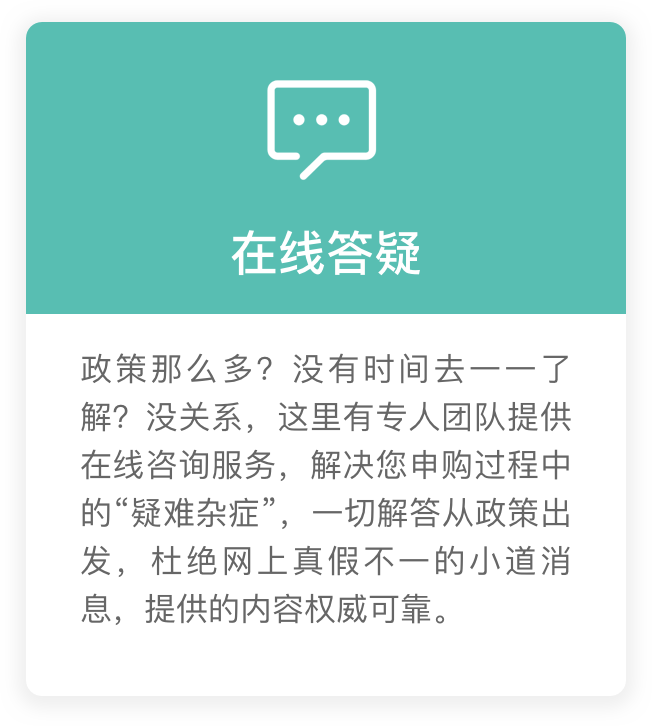 在线答疑
政策那么多？没有时间去一一了
解？没关系，这里有专人团队提供
在线咨询服务，解决您申购过程中
的“疑难杂症”，一切解答从政策出
发，杜绝网上真假不一的小道消
息，提供的内容权威可靠。